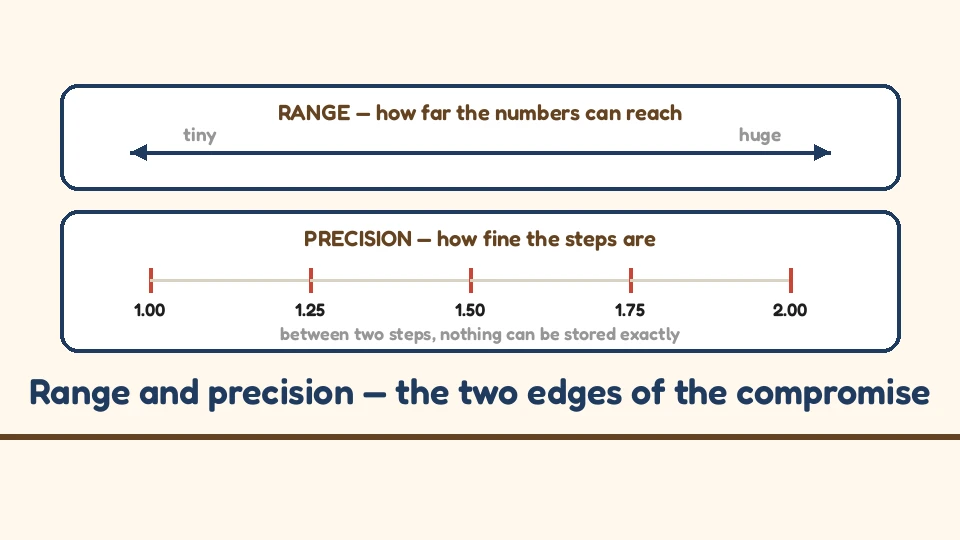 RANGE — how far the numbers can reach
tiny huge
PRECISION — how fine the steps are
1.00 1.25 1.50 1.75 2.00
between two steps, nothing can be stored exactly
Range and precision — the two edges of the compromise